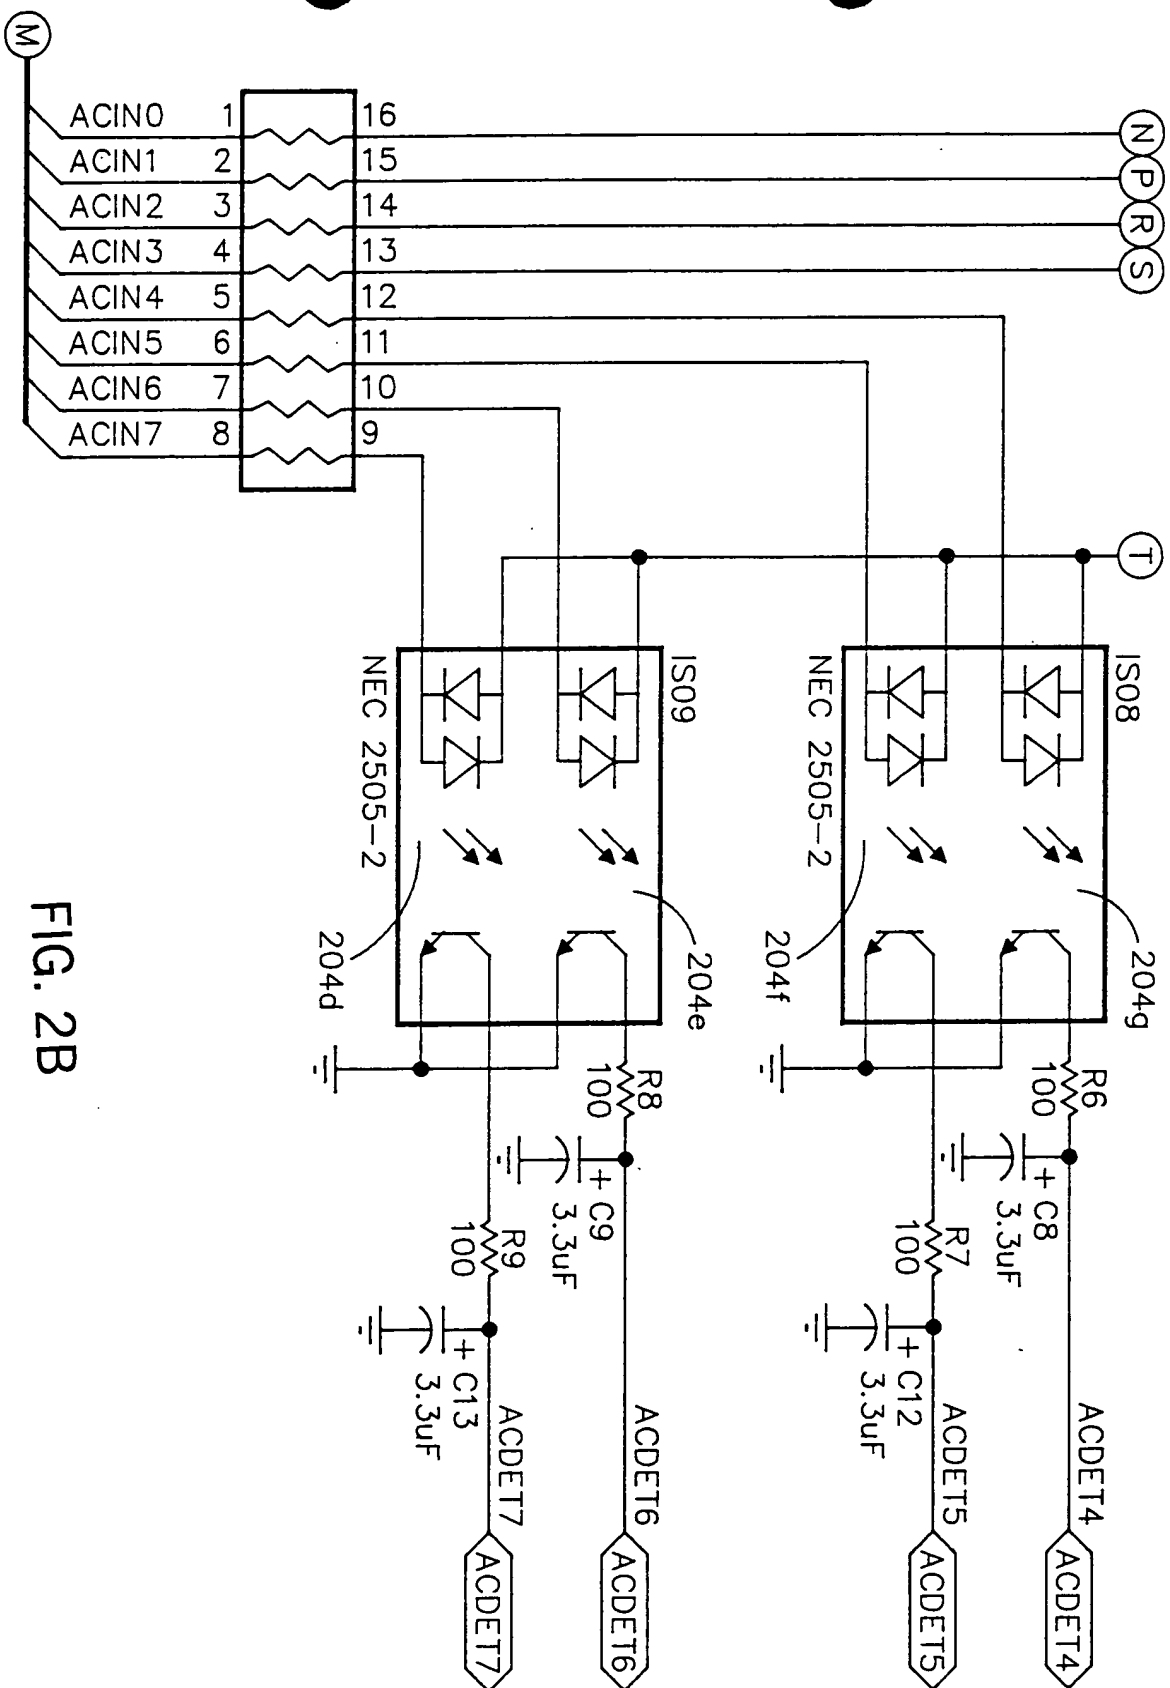 M
N
P
R
S
T
ACIN0 1 16
ACIN1 2 15
ACIN2 3 14
ACIN3 4 13
ACIN4 5 12
ACIN5 6 11
ACIN6 7 10
ACIN7 8 9
IS08
NEC 2505-2
204g
204f
R6
100
+ C8
3.3uF
ACDET4
ACDET4
R7
100
+ C12
3.3uF
ACDET5
ACDET5
IS09
NEC 2505-2
204e
204d
R8
100
+ C9
3.3uF
ACDET6
ACDET6
R9
100
+ C13
3.3uF
ACDET7
ACDET7
FIG. 2B